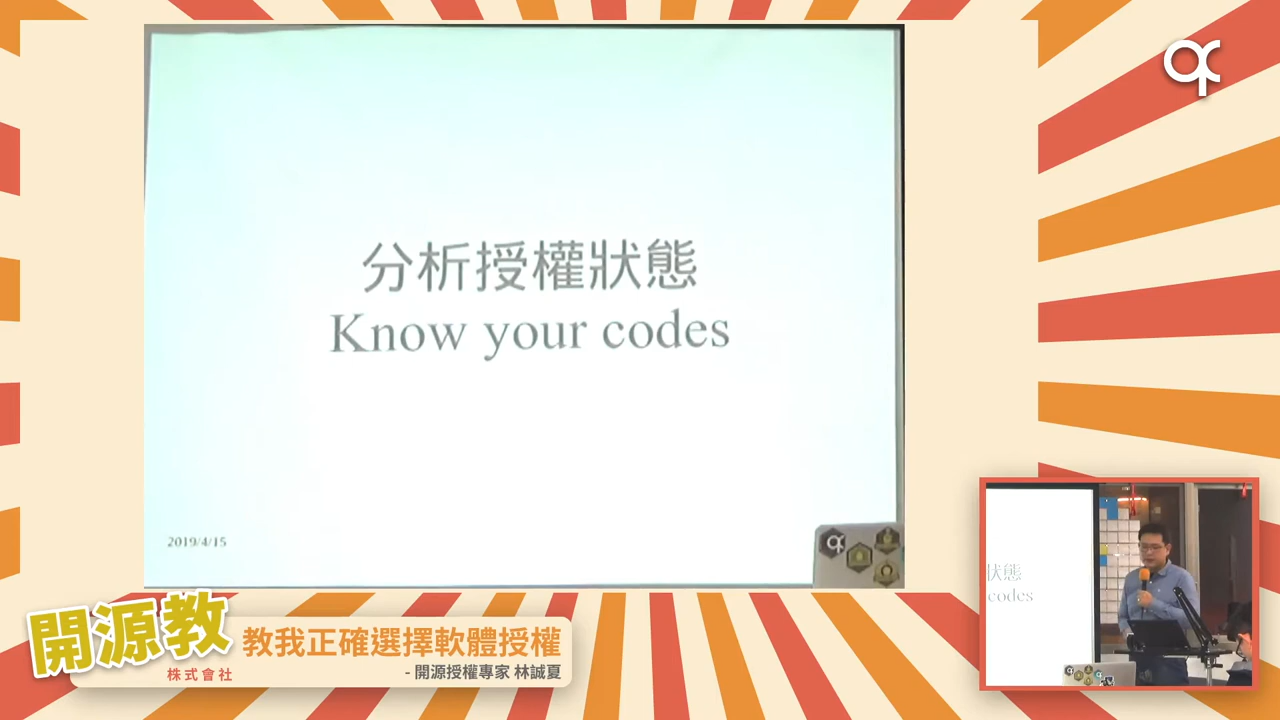 分析授權狀態
Know your codes
2019/4/15
狀態
codes
開源教
株式會社
教我正確選擇軟體授權
- 開源授權專家 林誠夏